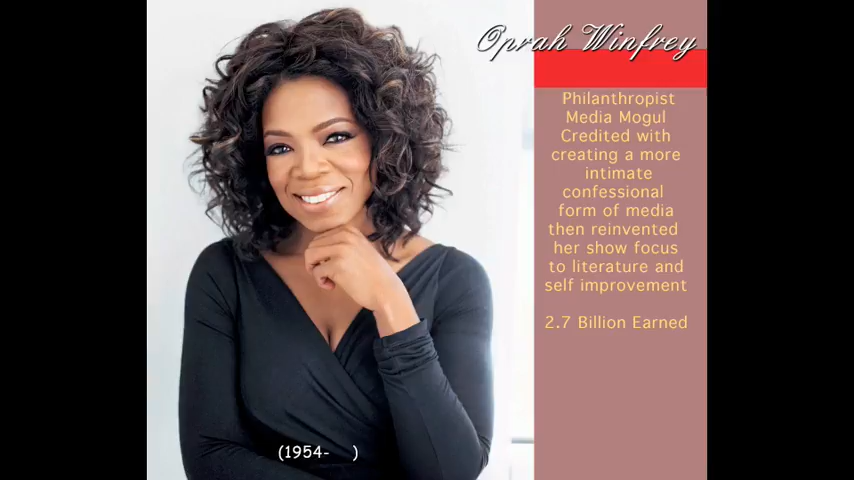 Oprah Winfrey
Philanthropist
Media Mogul
Credited with
creating a more
intimate
confessional
form of media
then reinvented
her show focus
to literature and
self improvement
2.7 Billion Earned
(1954- )